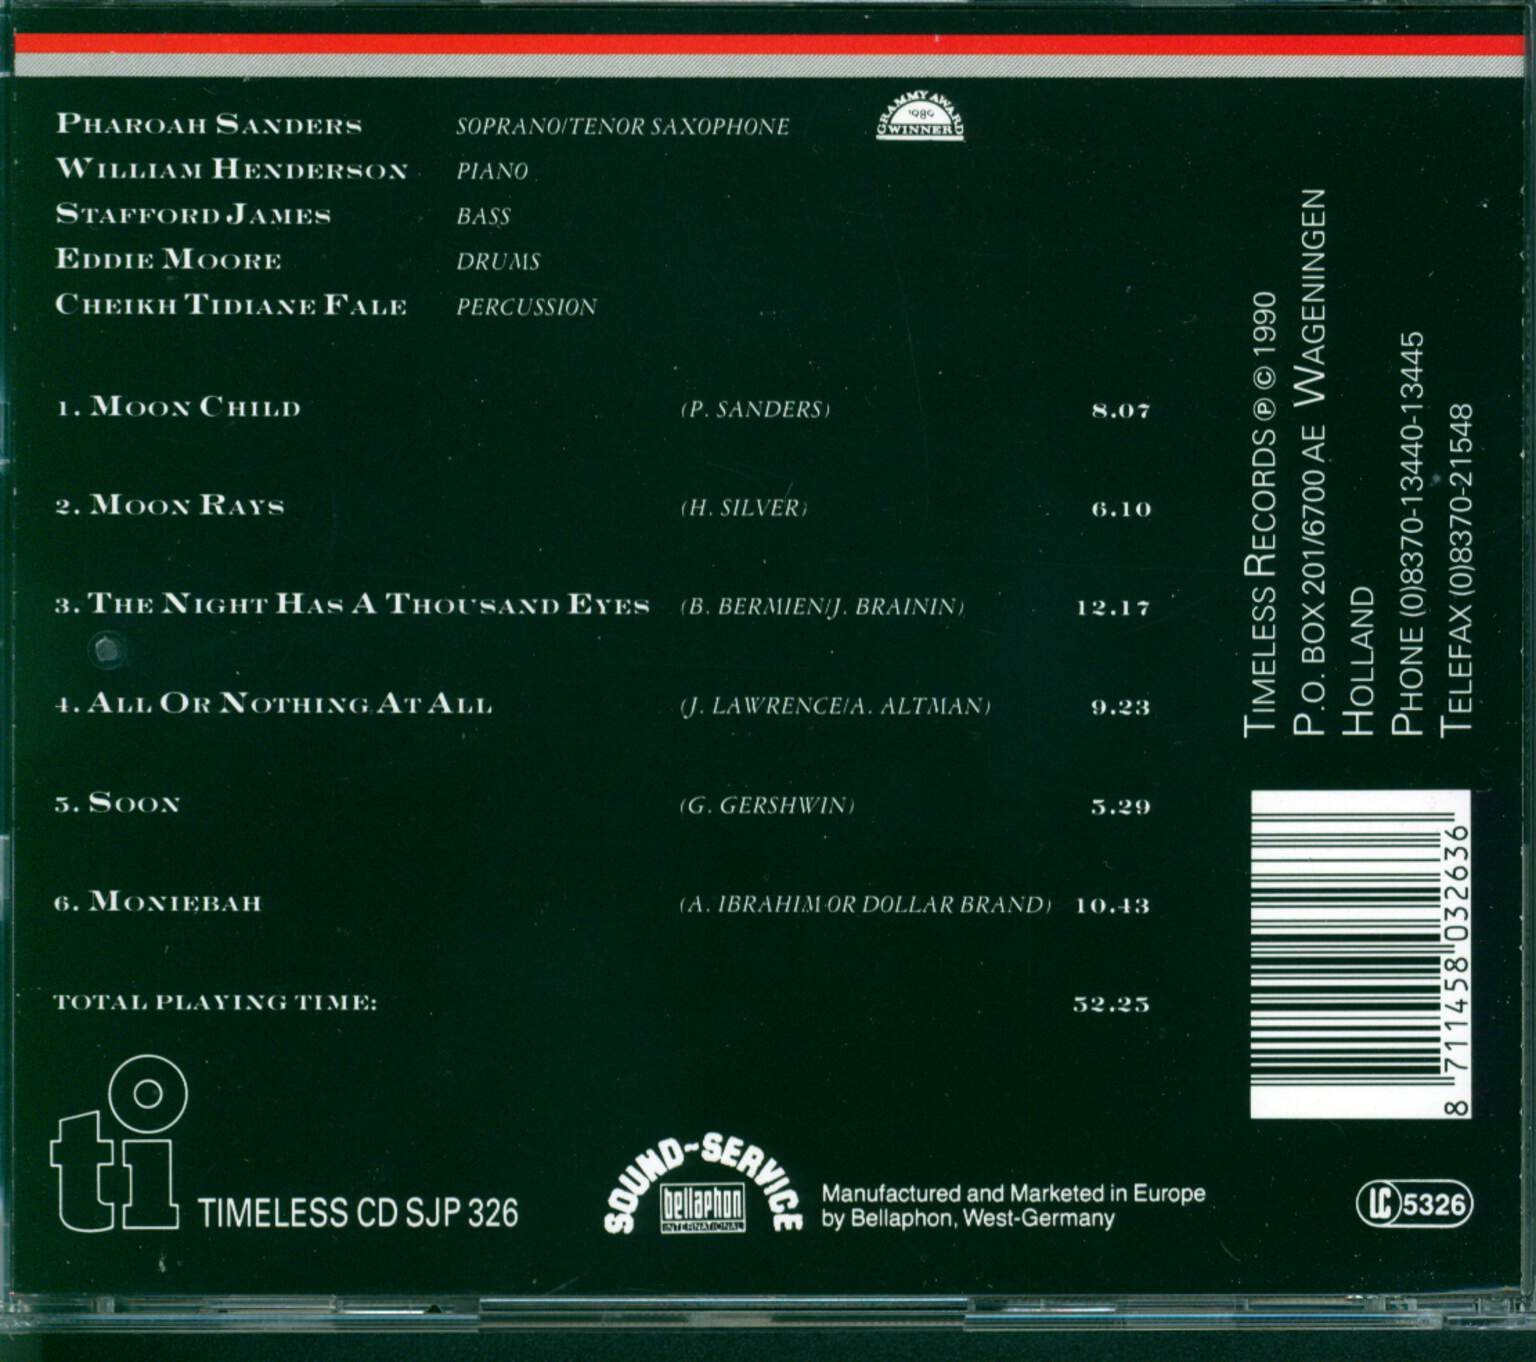 PHAROAH SANDERS SOPRANO/TENOR SAXOPHONE
GRAMMY AWARD
1989
WINNER
WILLIAM HENDERSON PIANO
STAFFORD JAMES BASS
EDDIE MOORE DRUMS
CHEIKH TIDIANE FALE PERCUSSION
1. MOON CHILD (P. SANDERS) 8.07
2. MOON RAYS (H. SILVER) 6.10
3. THE NIGHT HAS A THOUSAND EYES (B. BERMIEN/J. BRAININ) 12.17
4. ALL OR NOTHING AT ALL (J. LAWRENCE/A. ALTMAN) 9.23
5. SOON (G. GERSHWIN) 5.29
6. MONIEBAH (A. IBRAHIM OR DOLLAR BRAND) 10.43
TOTAL PLAYING TIME: 52.25
TIMELESS RECORDS ℗ © 1990
P.O. BOX 201/6700 AE WAGENINGEN
HOLLAND
PHONE (0)8370-13440-13445
TELEFAX (0)8370-21548
8 711458 032636
ti
TIMELESS CD SJP 326
SOUND-SERVICE
bellaphon
INTERNATIONAL
Manufactured and Marketed in Europe
by Bellaphon, West-Germany
LC 5326